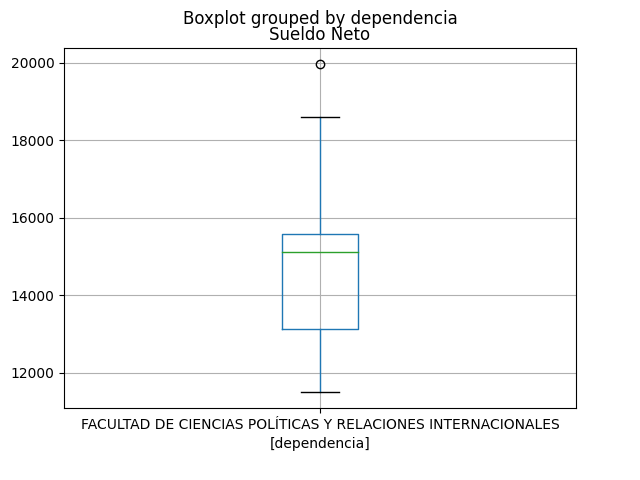 Boxplot grouped by dependencia
Sueldo Neto
20000
18000
16000
14000
12000
FACULTAD DE CIENCIAS POLÍTICAS Y RELACIONES INTERNACIONALES
[dependencia]